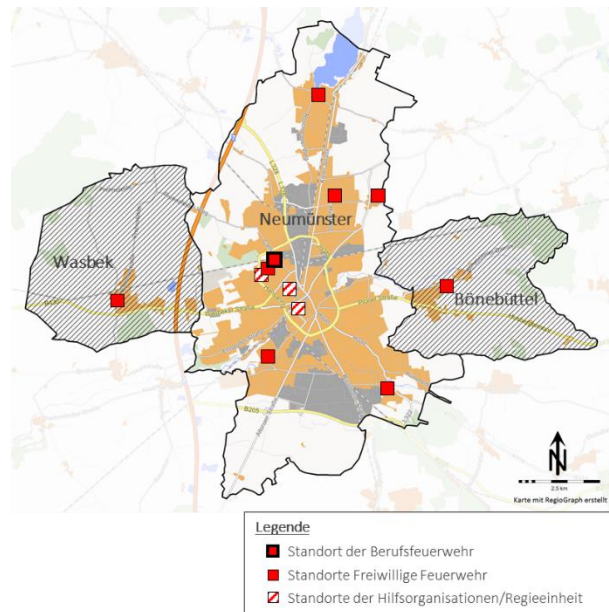 Neumünster
Wasbek
Bönebüttel
B205
N
2.5 km
Karte mit RegioGraph erstellt
Legende
Standort der Berufsfeuerwehr
Standorte Freiwillige Feuerwehr
Standorte der Hilfsorganisationen/Regieeinheit